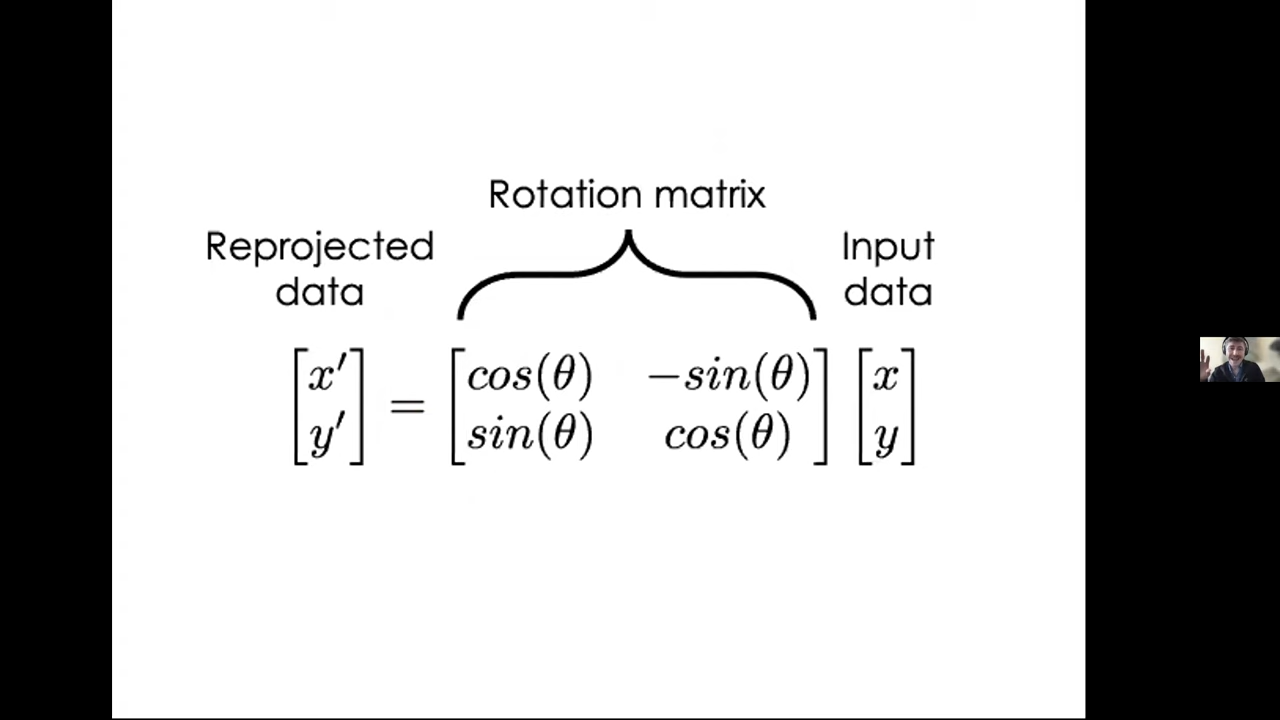 Rotation matrix
Reprojected
data
Input
data
[x'] = [cos(θ) −sin(θ)] [x]
[y'] [sin(θ) cos(θ)] [y]